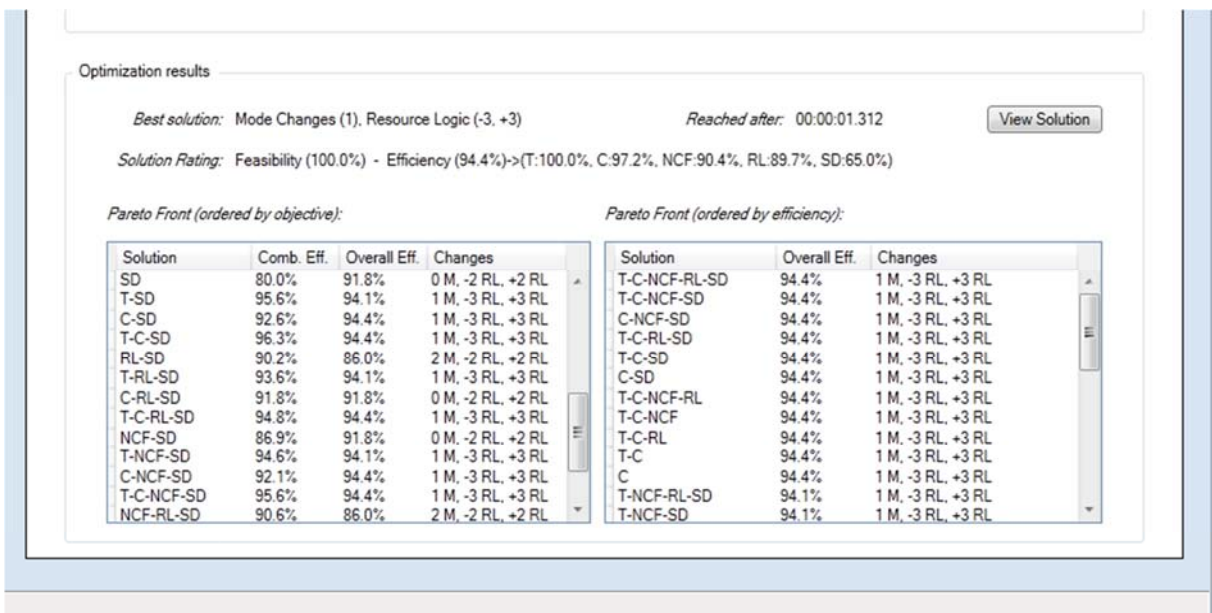 Optimization results
Best solution: Mode Changes (1), Resource Logic (-3, +3) Reached after: 00:00:01.312 View Solution
Solution Rating: Feasibility (100.0%) - Efficiency (94.4%)->(T:100.0%, C:97.2%, NCF:90.4%, RL:89.7%, SD:65.0%)
Pareto Front (ordered by objective):
Solution Comb. Eff. Overall Eff. Changes
SD 80.0% 91.8% 0 M, -2 RL, +2 RL
T-SD 95.6% 94.1% 1 M, -3 RL, +3 RL
C-SD 92.6% 94.4% 1 M, -3 RL, +3 RL
T-C-SD 96.3% 94.4% 1 M, -3 RL, +3 RL
RL-SD 90.2% 86.0% 2 M, -2 RL, +2 RL
T-RL-SD 93.6% 94.1% 1 M, -3 RL, +3 RL
C-RL-SD 91.8% 91.8% 0 M, -2 RL, +2 RL
T-C-RL-SD 94.8% 94.4% 1 M, -3 RL, +3 RL
NCF-SD 86.9% 91.8% 0 M, -2 RL, +2 RL
T-NCF-SD 94.6% 94.1% 1 M, -3 RL, +3 RL
C-NCF-SD 92.1% 94.4% 1 M, -3 RL, +3 RL
T-C-NCF-SD 95.6% 94.4% 1 M, -3 RL, +3 RL
NCF-RL-SD 90.6% 86.0% 2 M, -2 RL, +2 RL
Pareto Front (ordered by efficiency):
Solution Overall Eff. Changes
T-C-NCF-RL-SD 94.4% 1 M, -3 RL, +3 RL
T-C-NCF-SD 94.4% 1 M, -3 RL, +3 RL
C-NCF-SD 94.4% 1 M, -3 RL, +3 RL
T-C-RL-SD 94.4% 1 M, -3 RL, +3 RL
T-C-SD 94.4% 1 M, -3 RL, +3 RL
C-SD 94.4% 1 M, -3 RL, +3 RL
T-C-NCF-RL 94.4% 1 M, -3 RL, +3 RL
T-C-NCF 94.4% 1 M, -3 RL, +3 RL
T-C-RL 94.4% 1 M, -3 RL, +3 RL
T-C 94.4% 1 M, -3 RL, +3 RL
C 94.4% 1 M, -3 RL, +3 RL
T-NCF-RL-SD 94.1% 1 M, -3 RL, +3 RL
T-NCF-SD 94.1% 1 M, -3 RL, +3 RL